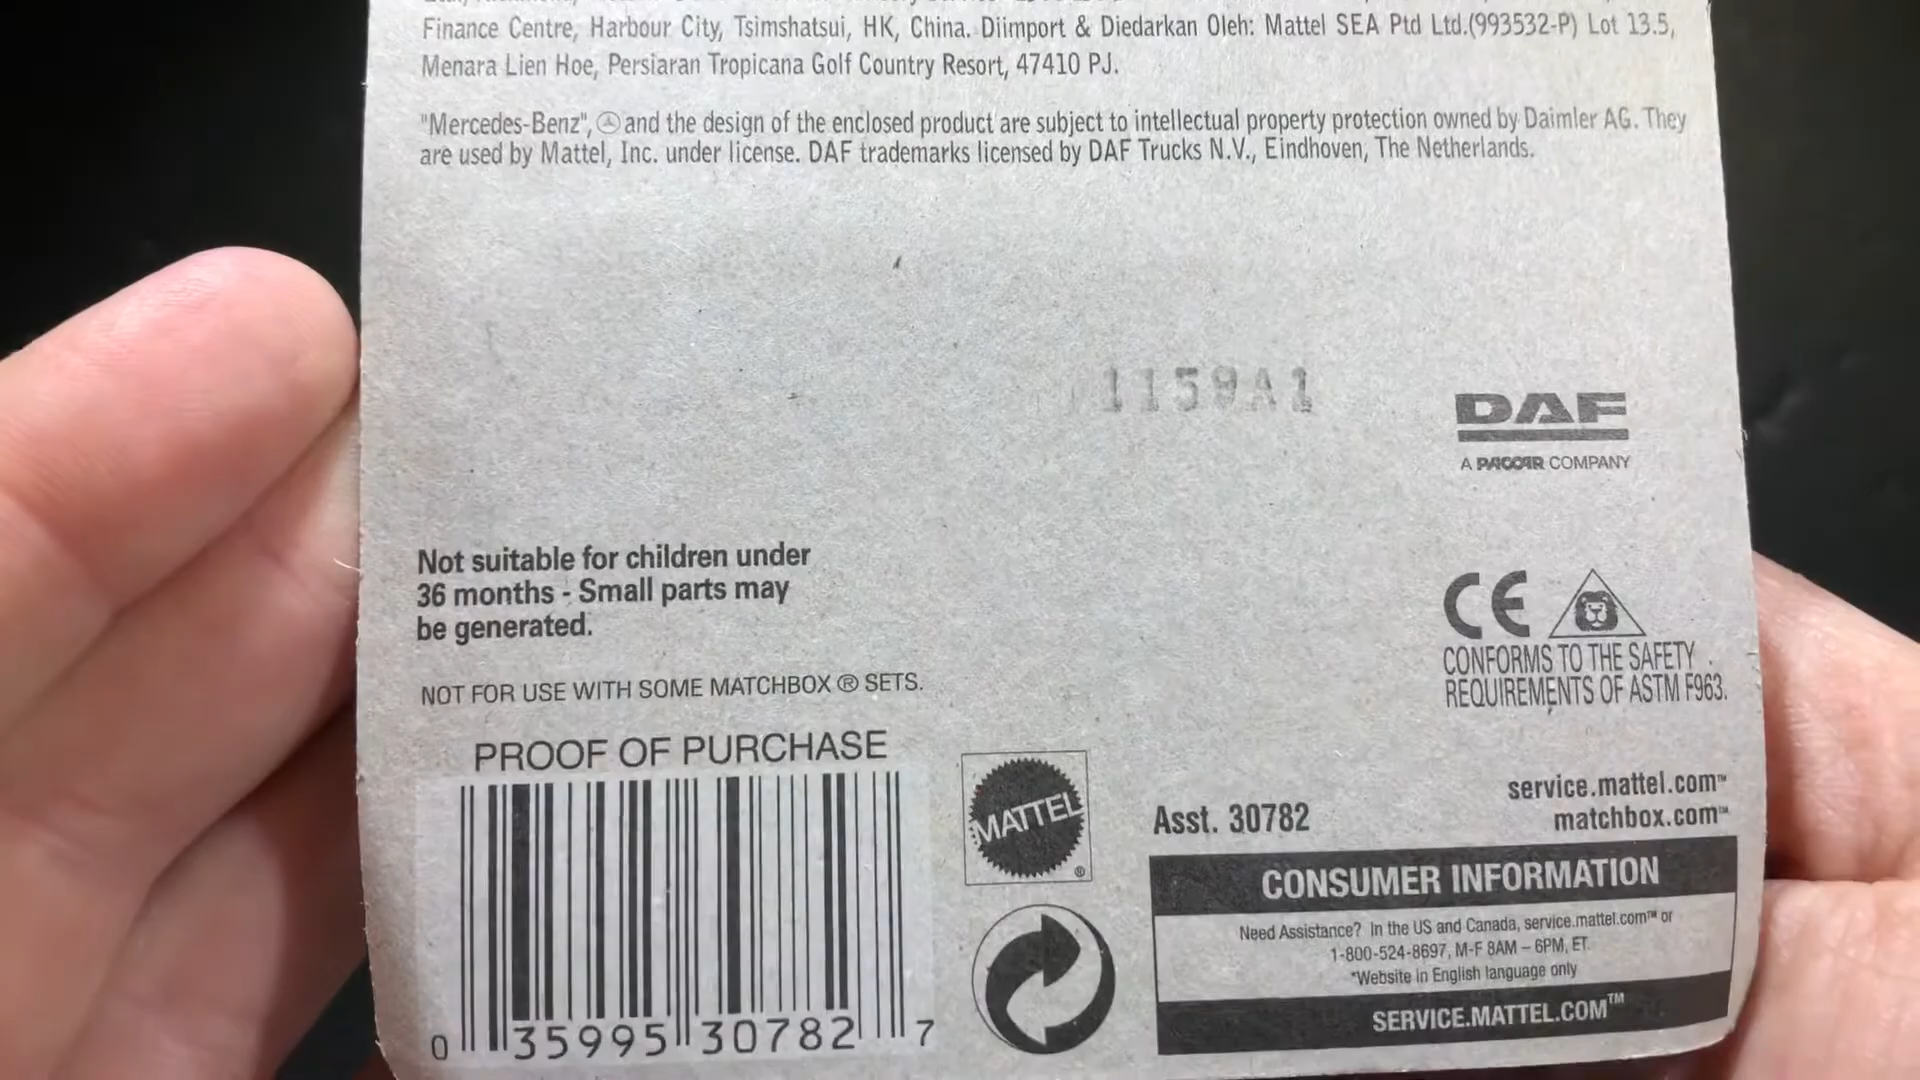 Finance Centre, Harbour City, Tsimshatsui, HK, China. Diimport & Diedarkan Oleh: Mattel SEA Ptd Ltd.(993532-P) Lot 13.5,
Menara Lien Hoe, Persiaran Tropicana Golf Country Resort, 47410 PJ.
"Mercedes-Benz", and the design of the enclosed product are subject to intellectual property protection owned by Daimler AG. They
are used by Mattel, Inc. under license. DAF trademarks licensed by DAF Trucks N.V., Eindhoven, The Netherlands.
1159A1
DAF
A PACCAR COMPANY
Not suitable for children under
36 months - Small parts may
be generated.
CE
CONFORMS TO THE SAFETY
REQUIREMENTS OF ASTM F963.
NOT FOR USE WITH SOME MATCHBOX ® SETS.
PROOF OF PURCHASE
0 35995 30782 7
MATTEL ®
Asst. 30782
service.mattel.com™
matchbox.com™
CONSUMER INFORMATION
Need Assistance? In the US and Canada, service.mattel.com™ or
1-800-524-8697, M-F 8AM – 6PM, ET.
*Website in English language only
SERVICE.MATTEL.COM™